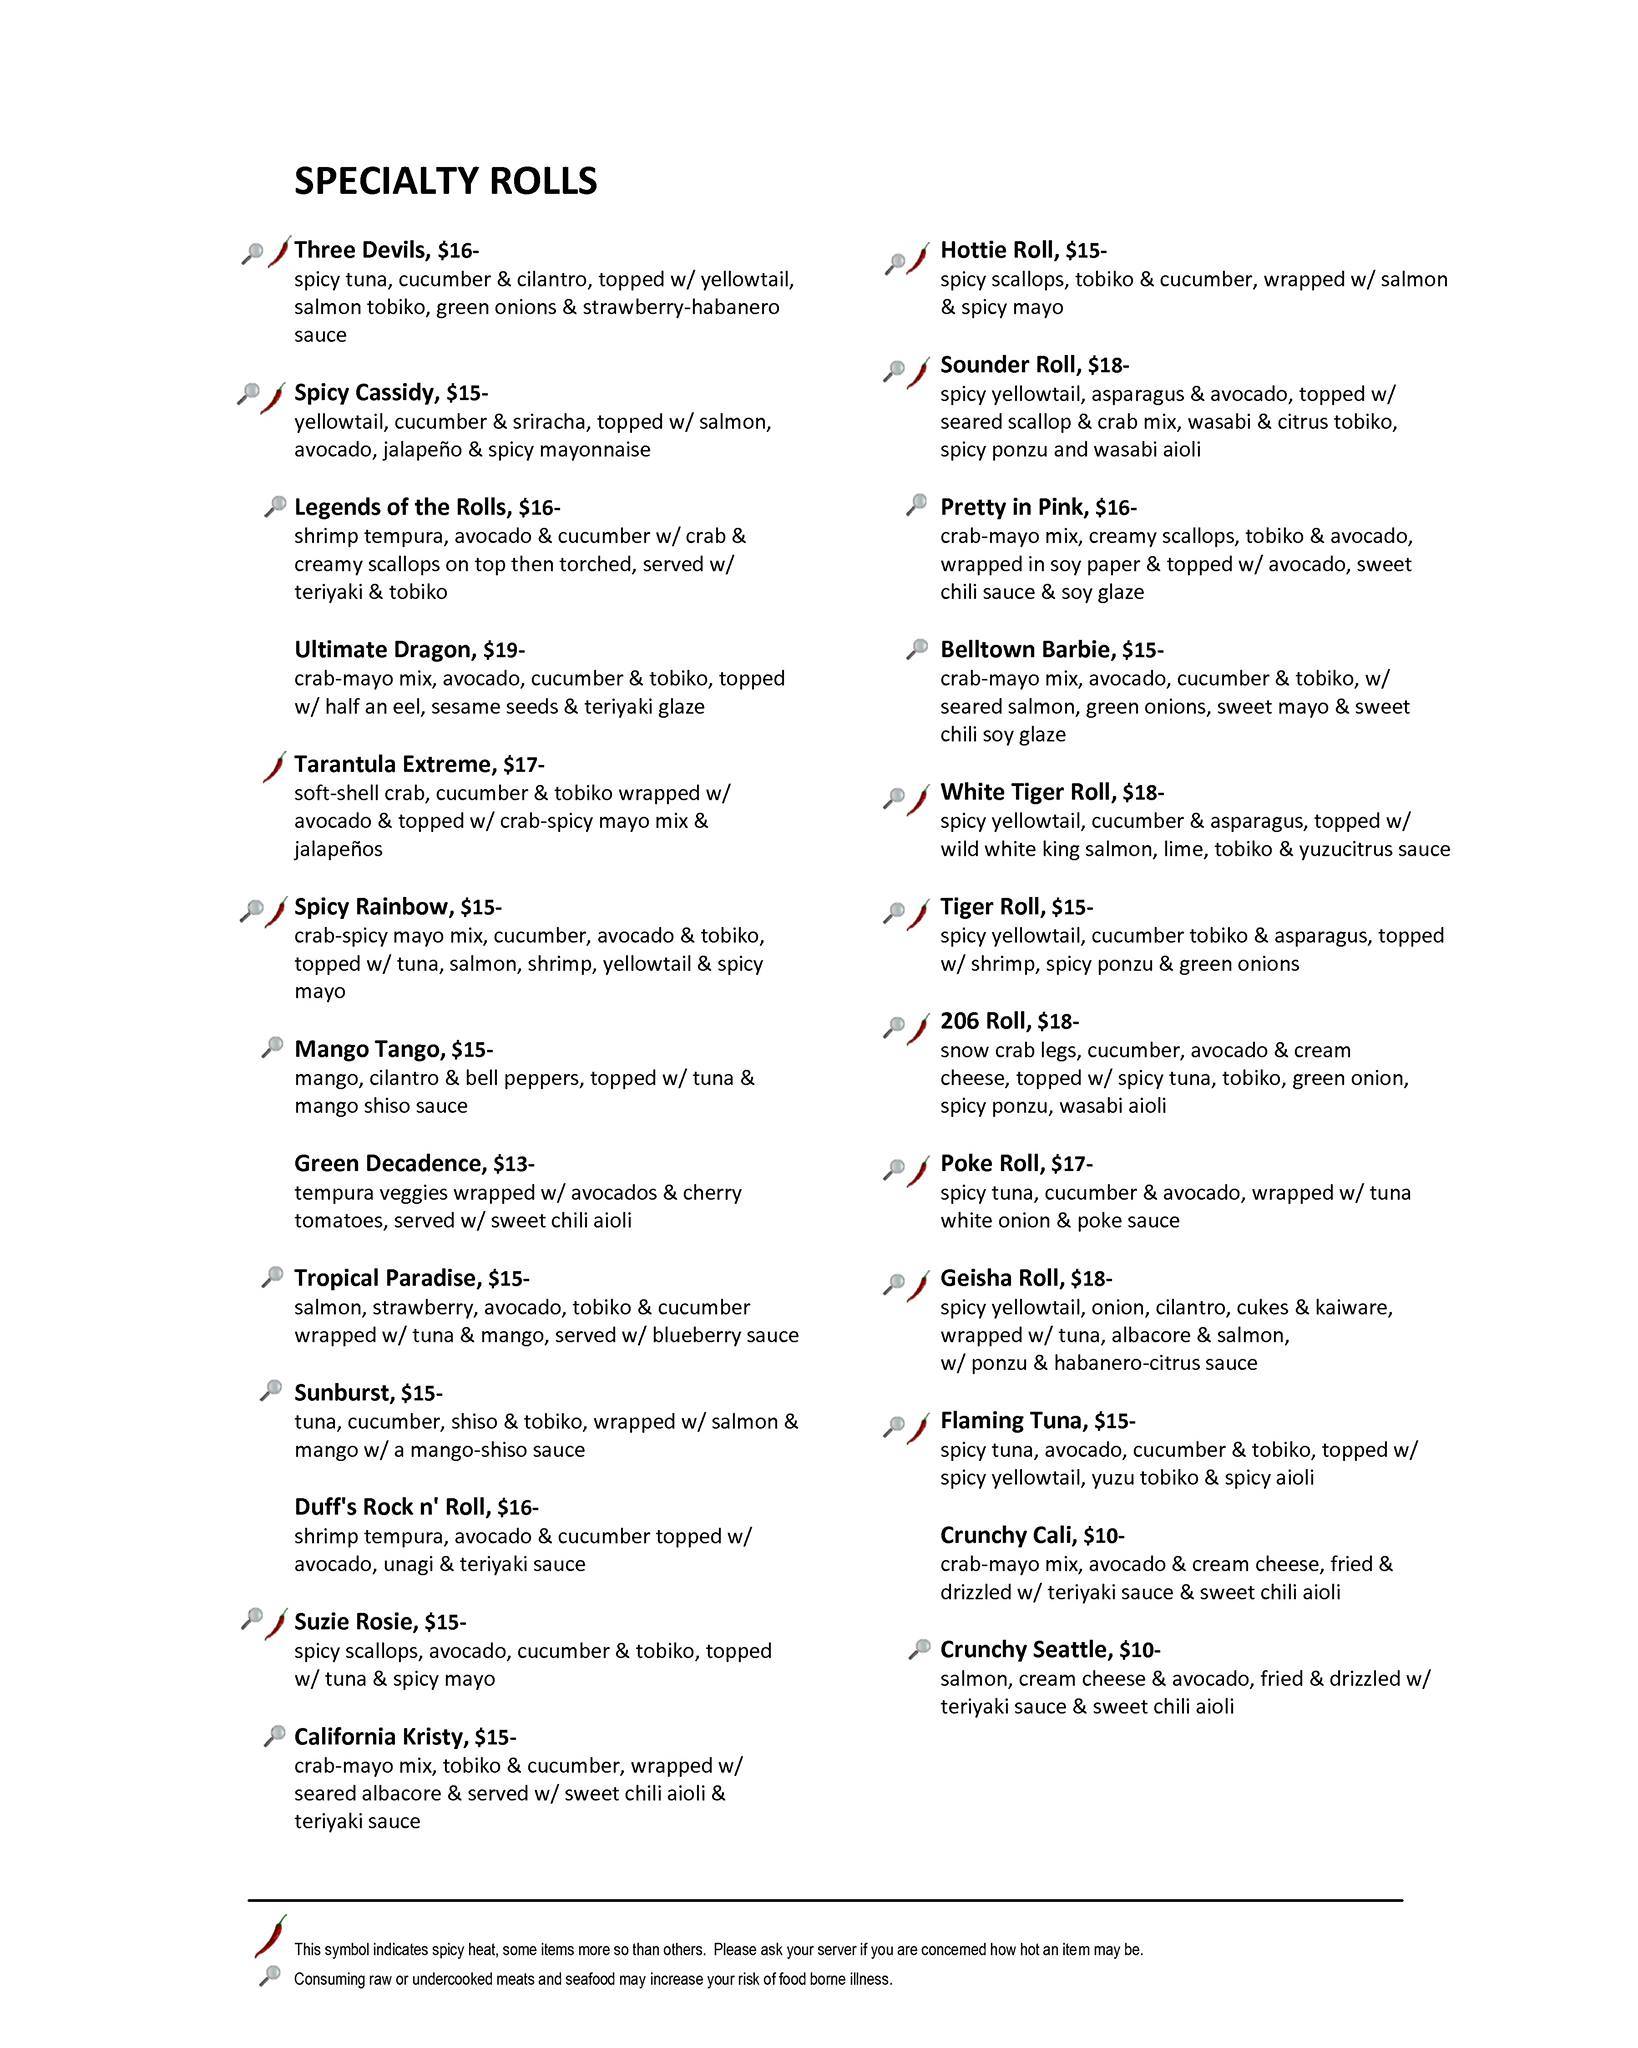 SPECIALTY ROLLS
Three Devils, $16-
spicy tuna, cucumber & cilantro, topped w/ yellowtail,
salmon tobiko, green onions & strawberry-habanero
sauce
Spicy Cassidy, $15-
yellowtail, cucumber & sriracha, topped w/ salmon,
avocado, jalapeño & spicy mayonnaise
Legends of the Rolls, $16-
shrimp tempura, avocado & cucumber w/ crab &
creamy scallops on top then torched, served w/
teriyaki & tobiko
Ultimate Dragon, $19-
crab-mayo mix, avocado, cucumber & tobiko, topped
w/ half an eel, sesame seeds & teriyaki glaze
Tarantula Extreme, $17-
soft-shell crab, cucumber & tobiko wrapped w/
avocado & topped w/ crab-spicy mayo mix &
jalapeños
Spicy Rainbow, $15-
crab-spicy mayo mix, cucumber, avocado & tobiko,
topped w/ tuna, salmon, shrimp, yellowtail & spicy
mayo
Mango Tango, $15-
mango, cilantro & bell peppers, topped w/ tuna &
mango shiso sauce
Green Decadence, $13-
tempura veggies wrapped w/ avocados & cherry
tomatoes, served w/ sweet chili aioli
Tropical Paradise, $15-
salmon, strawberry, avocado, tobiko & cucumber
wrapped w/ tuna & mango, served w/ blueberry sauce
Sunburst, $15-
tuna, cucumber, shiso & tobiko, wrapped w/ salmon &
mango w/ a mango-shiso sauce
Duff's Rock n' Roll, $16-
shrimp tempura, avocado & cucumber topped w/
avocado, unagi & teriyaki sauce
Suzie Rosie, $15-
spicy scallops, avocado, cucumber & tobiko, topped
w/ tuna & spicy mayo
California Kristy, $15-
crab-mayo mix, tobiko & cucumber, wrapped w/
seared albacore & served w/ sweet chili aioli &
teriyaki sauce
Hottie Roll, $15-
spicy scallops, tobiko & cucumber, wrapped w/ salmon
& spicy mayo
Sounder Roll, $18-
spicy yellowtail, asparagus & avocado, topped w/
seared scallop & crab mix, wasabi & citrus tobiko,
spicy ponzu and wasabi aioli
Pretty in Pink, $16-
crab-mayo mix, creamy scallops, tobiko & avocado,
wrapped in soy paper & topped w/ avocado, sweet
chili sauce & soy glaze
Belltown Barbie, $15-
crab-mayo mix, avocado, cucumber & tobiko, w/
seared salmon, green onions, sweet mayo & sweet
chili soy glaze
White Tiger Roll, $18-
spicy yellowtail, cucumber & asparagus, topped w/
wild white king salmon, lime, tobiko & yuzucitrus sauce
Tiger Roll, $15-
spicy yellowtail, cucumber tobiko & asparagus, topped
w/ shrimp, spicy ponzu & green onions
206 Roll, $18-
snow crab legs, cucumber, avocado & cream
cheese, topped w/ spicy tuna, tobiko, green onion,
spicy ponzu, wasabi aioli
Poke Roll, $17-
spicy tuna, cucumber & avocado, wrapped w/ tuna
white onion & poke sauce
Geisha Roll, $18-
spicy yellowtail, onion, cilantro, cukes & kaiware,
wrapped w/ tuna, albacore & salmon,
w/ ponzu & habanero-citrus sauce
Flaming Tuna, $15-
spicy tuna, avocado, cucumber & tobiko, topped w/
spicy yellowtail, yuzu tobiko & spicy aioli
Crunchy Cali, $10-
crab-mayo mix, avocado & cream cheese, fried &
drizzled w/ teriyaki sauce & sweet chili aioli
Crunchy Seattle, $10-
salmon, cream cheese & avocado, fried & drizzled w/
teriyaki sauce & sweet chili aioli
This symbol indicates spicy heat, some items more so than others. Please ask your server if you are concerned how hot an item may be.
Consuming raw or undercooked meats and seafood may increase your risk of food borne illness.